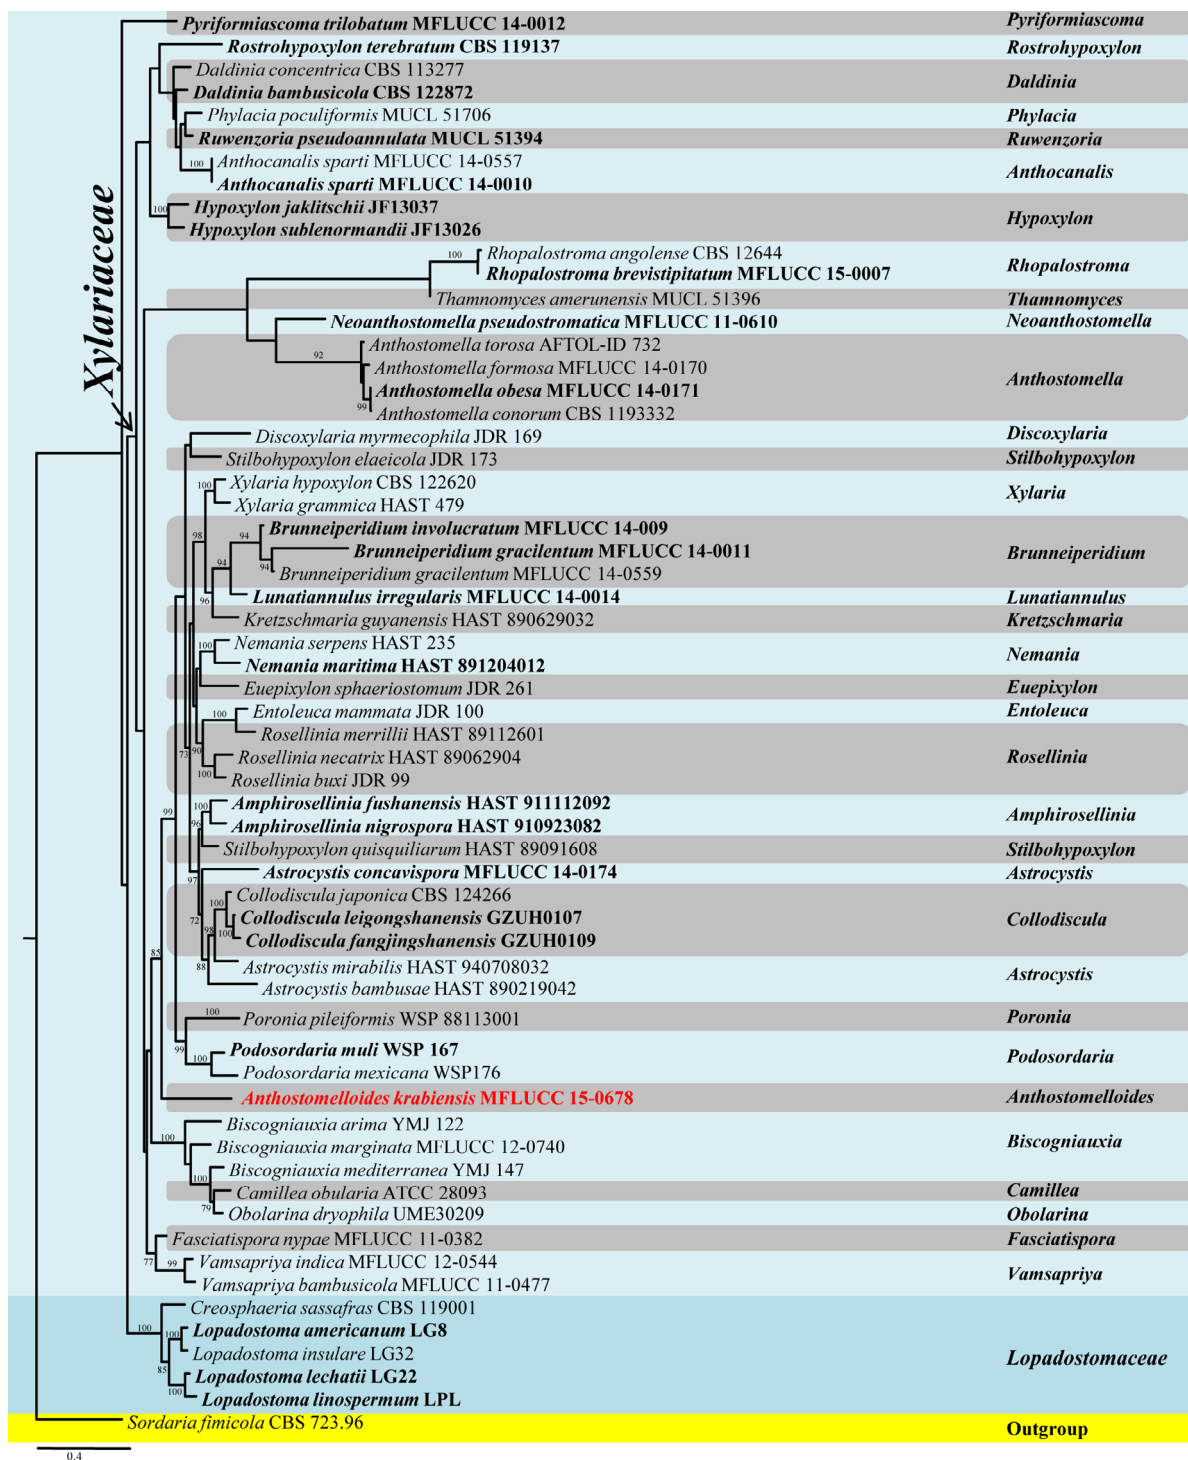 Pyriformiascoma trilobatum MFLUCC 14-0012 Pyriformiascoma
Rostrohypoxylon terebratum CBS 119137 Rostrohypoxylon
Daldinia concentrica CBS 113277
Daldinia
Daldinia bambusicola CBS 122872
Phylacia poculiformis MUCL 51706 Phylacia
Ruwenzoria pseudoannulata MUCL 51394 Ruwenzoria
100 Anthocanalis sparti MFLUCC 14-0557
Anthocanalis
Anthocanalis sparti MFLUCC 14-0010
Xylariaceae
100 Hypoxylon jaklitschii JF13037
Hypoxylon
Hypoxylon sublenormandii JF13026
100 Rhopalostroma angolense CBS 12644
Rhopalostroma
Rhopalostroma brevistipitatum MFLUCC 15-0007
Thamnomyces amerunensis MUCL 51396 Thamnomyces
Neoanthostomella pseudostromatica MFLUCC 11-0610 Neoanthostomella
Anthostomella torosa AFTOL-ID 732
92
Anthostomella formosa MFLUCC 14-0170
Anthostomella
Anthostomella obesa MFLUCC 14-0171
99
Anthostomella conorum CBS 1193332
Discoxylaria myrmecophila JDR 169 Discoxylaria
Stilbohypoxylon elaeicola JDR 173 Stilbohypoxylon
100 Xylaria hypoxylon CBS 122620
Xylaria
Xylaria grammica HAST 479
98 94 Brunneiperidium involucratum MFLUCC 14-009
Brunneiperidium gracilentum MFLUCC 14-0011 Brunneiperidium
94 94 Brunneiperidium gracilentum MFLUCC 14-0559
96 Lunatiannulus irregularis MFLUCC 14-0014 Lunatiannulus
Kretzschmaria guyanensis HAST 890629032 Kretzschmaria
100 Nemania serpens HAST 235
Nemania
Nemania maritima HAST 891204012
Euepixylon sphaeriostomum JDR 261 Euepixylon
100 Entoleuca mammata JDR 100 Entoleuca
Rosellinia merrillii HAST 89112601
73 90 Rosellinia necatrix HAST 89062904 Rosellinia
100 Rosellinia buxi JDR 99
99 100 Amphirosellinia fushanensis HAST 911112092
Amphirosellinia
96 Amphirosellinia nigrospora HAST 910923082
Stilbohypoxylon quisquiliarum HAST 89091608 Stilbohypoxylon
97 Astrocystis concavispora MFLUCC 14-0174 Astrocystis
Collodiscula japonica CBS 124266
100
72 Collodiscula leigongshanensis GZUH0107 Collodiscula
98 100 Collodiscula fangjingshanensis GZUH0109
85 88 Astrocystis mirabilis HAST 940708032
Astrocystis
Astrocystis bambusae HAST 890219042
100 Poronia pileiformis WSP 88113001 Poronia
99 Podosordaria muli WSP 167
100 Podosordaria
Podosordaria mexicana WSP176
Anthostomelloides krabiensis MFLUCC 15-0678 Anthostomelloides
Biscogniauxia arima YMJ 122
100 Biscogniauxia
Biscogniauxia marginata MFLUCC 12-0740
Biscogniauxia mediterranea YMJ 147
100
Camillea obularia ATCC 28093 Camillea
79 Obolarina dryophila UME30209 Obolarina
Fasciatispora nypae MFLUCC 11-0382 Fasciatispora
77 99 Vamsapriya indica MFLUCC 12-0544
Vamsapriya
Vamsapriya bambusicola MFLUCC 11-0477
Creosphaeria sassafras CBS 119001
100 100 Lopadostoma americanum LG8
Lopadostoma insulare LG32 Lopadostomaceae
85 Lopadostoma lechatii LG22
100 Lopadostoma linospermum LPL
Sordaria fimicola CBS 723.96 Outgroup
0.4